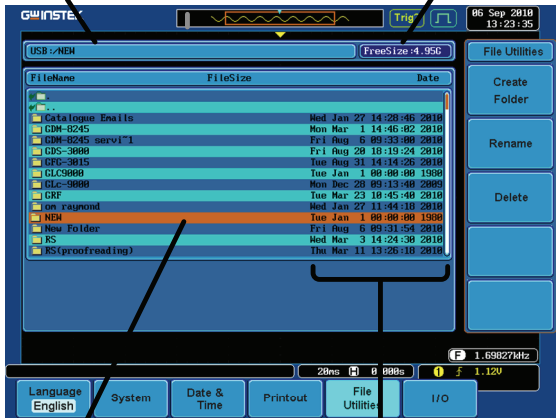 GWINSTEK Trig? 06 Sep 2010
13:23:35
USB:/NEW FreeSize:4.95G File Utilities
FileName FileSize Date
Create
Folder
.
..
Catalogue Emails Wed Jan 27 14:28:46 2010
GDM-8245 Mon Mar 1 14:46:02 2010
GDM-8245 servi~1 Fri Aug 6 09:33:00 2010
GDS-3000 Fri Aug 20 18:19:24 2010
GFC-3015 Tue Aug 31 14:14:26 2010
GLC9000 Tue Jan 1 00:00:00 1980
GLc-9000 Mon Dec 28 09:13:40 2009
GRF Tue Mar 23 10:45:40 2010
om raymond Wed Jan 27 11:44:18 2010
NEW Tue Jan 1 00:00:00 1980
New Folder Fri Aug 6 09:31:54 2010
RS Wed Mar 3 14:24:30 2010
RS(proofreading) Thu Mar 11 13:26:18 2010
Rename
Delete
F 1.69827kHz
20ms H 0.000s 1 f 1.12V
Language
English
System
Date &
Time
Printout
File
Utilities
I/O